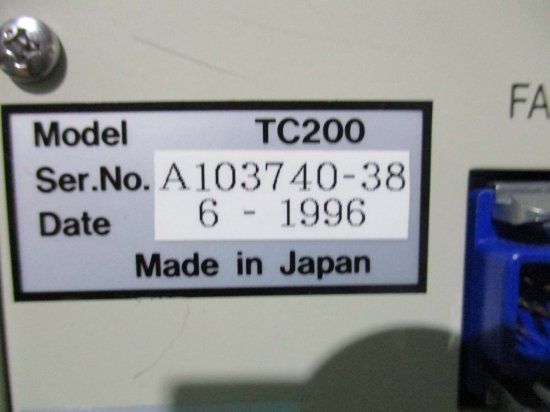 Model TC200
Ser.No. A103740-38
Date 6 - 1996
Made in Japan
FA